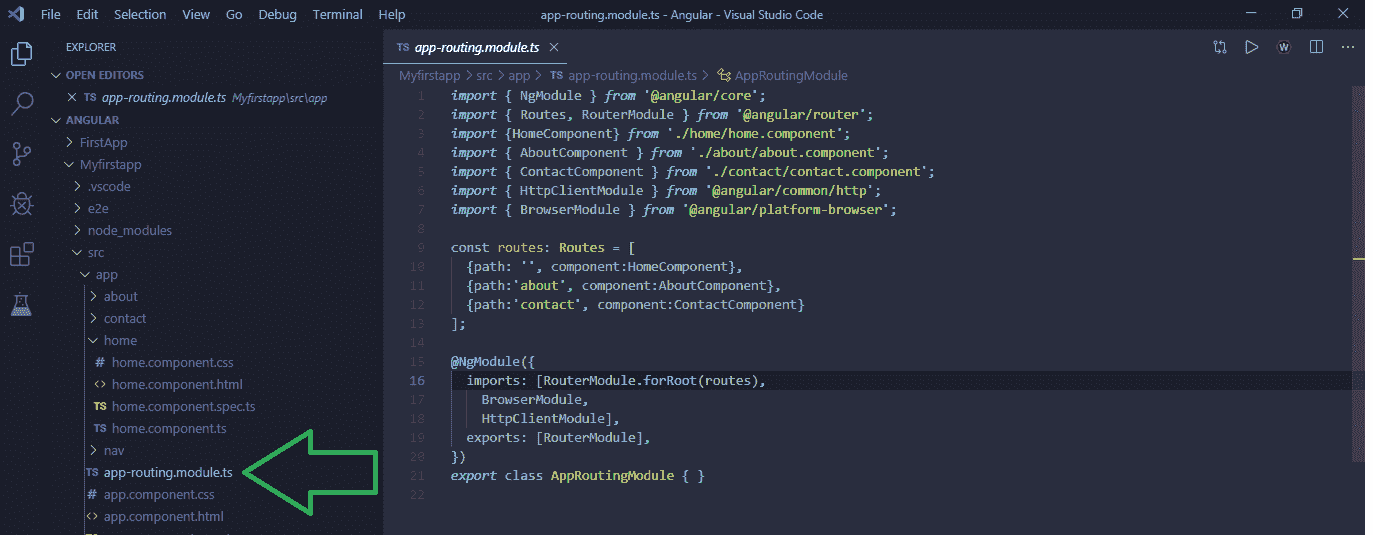 File Edit Selection View Go Debug Terminal Help
app-routing.module.ts - Angular - Visual Studio Code
EXPLORER
OPEN EDITORS
TS app-routing.module.ts Myfirstapp\src\app
ANGULAR
FirstApp
Myfirstapp
.vscode
e2e
node_modules
src
app
about
contact
home
# home.component.css
<> home.component.html
TS home.component.spec.ts
TS home.component.ts
nav
TS app-routing.module.ts
# app.component.css
<> app.component.html
TS app-routing.module.ts
W
Myfirstapp > src > app > TS app-routing.module.ts > AppRoutingModule
1 import { NgModule } from '@angular/core';
2 import { Routes, RouterModule } from '@angular/router';
3 import {HomeComponent} from './home/home.component';
4 import { AboutComponent } from './about/about.component';
5 import { ContactComponent } from './contact/contact.component';
6 import { HttpClientModule } from '@angular/common/http';
7 import { BrowserModule } from '@angular/platform-browser';
8
9 const routes: Routes = [
10 {path: '', component:HomeComponent},
11 {path:'about', component:AboutComponent},
12 {path:'contact', component:ContactComponent}
13 ];
14
15 @NgModule({
16 imports: [RouterModule.forRoot(routes),
17 BrowserModule,
18 HttpClientModule],
19 exports: [RouterModule],
20 })
21 export class AppRoutingModule { }
22